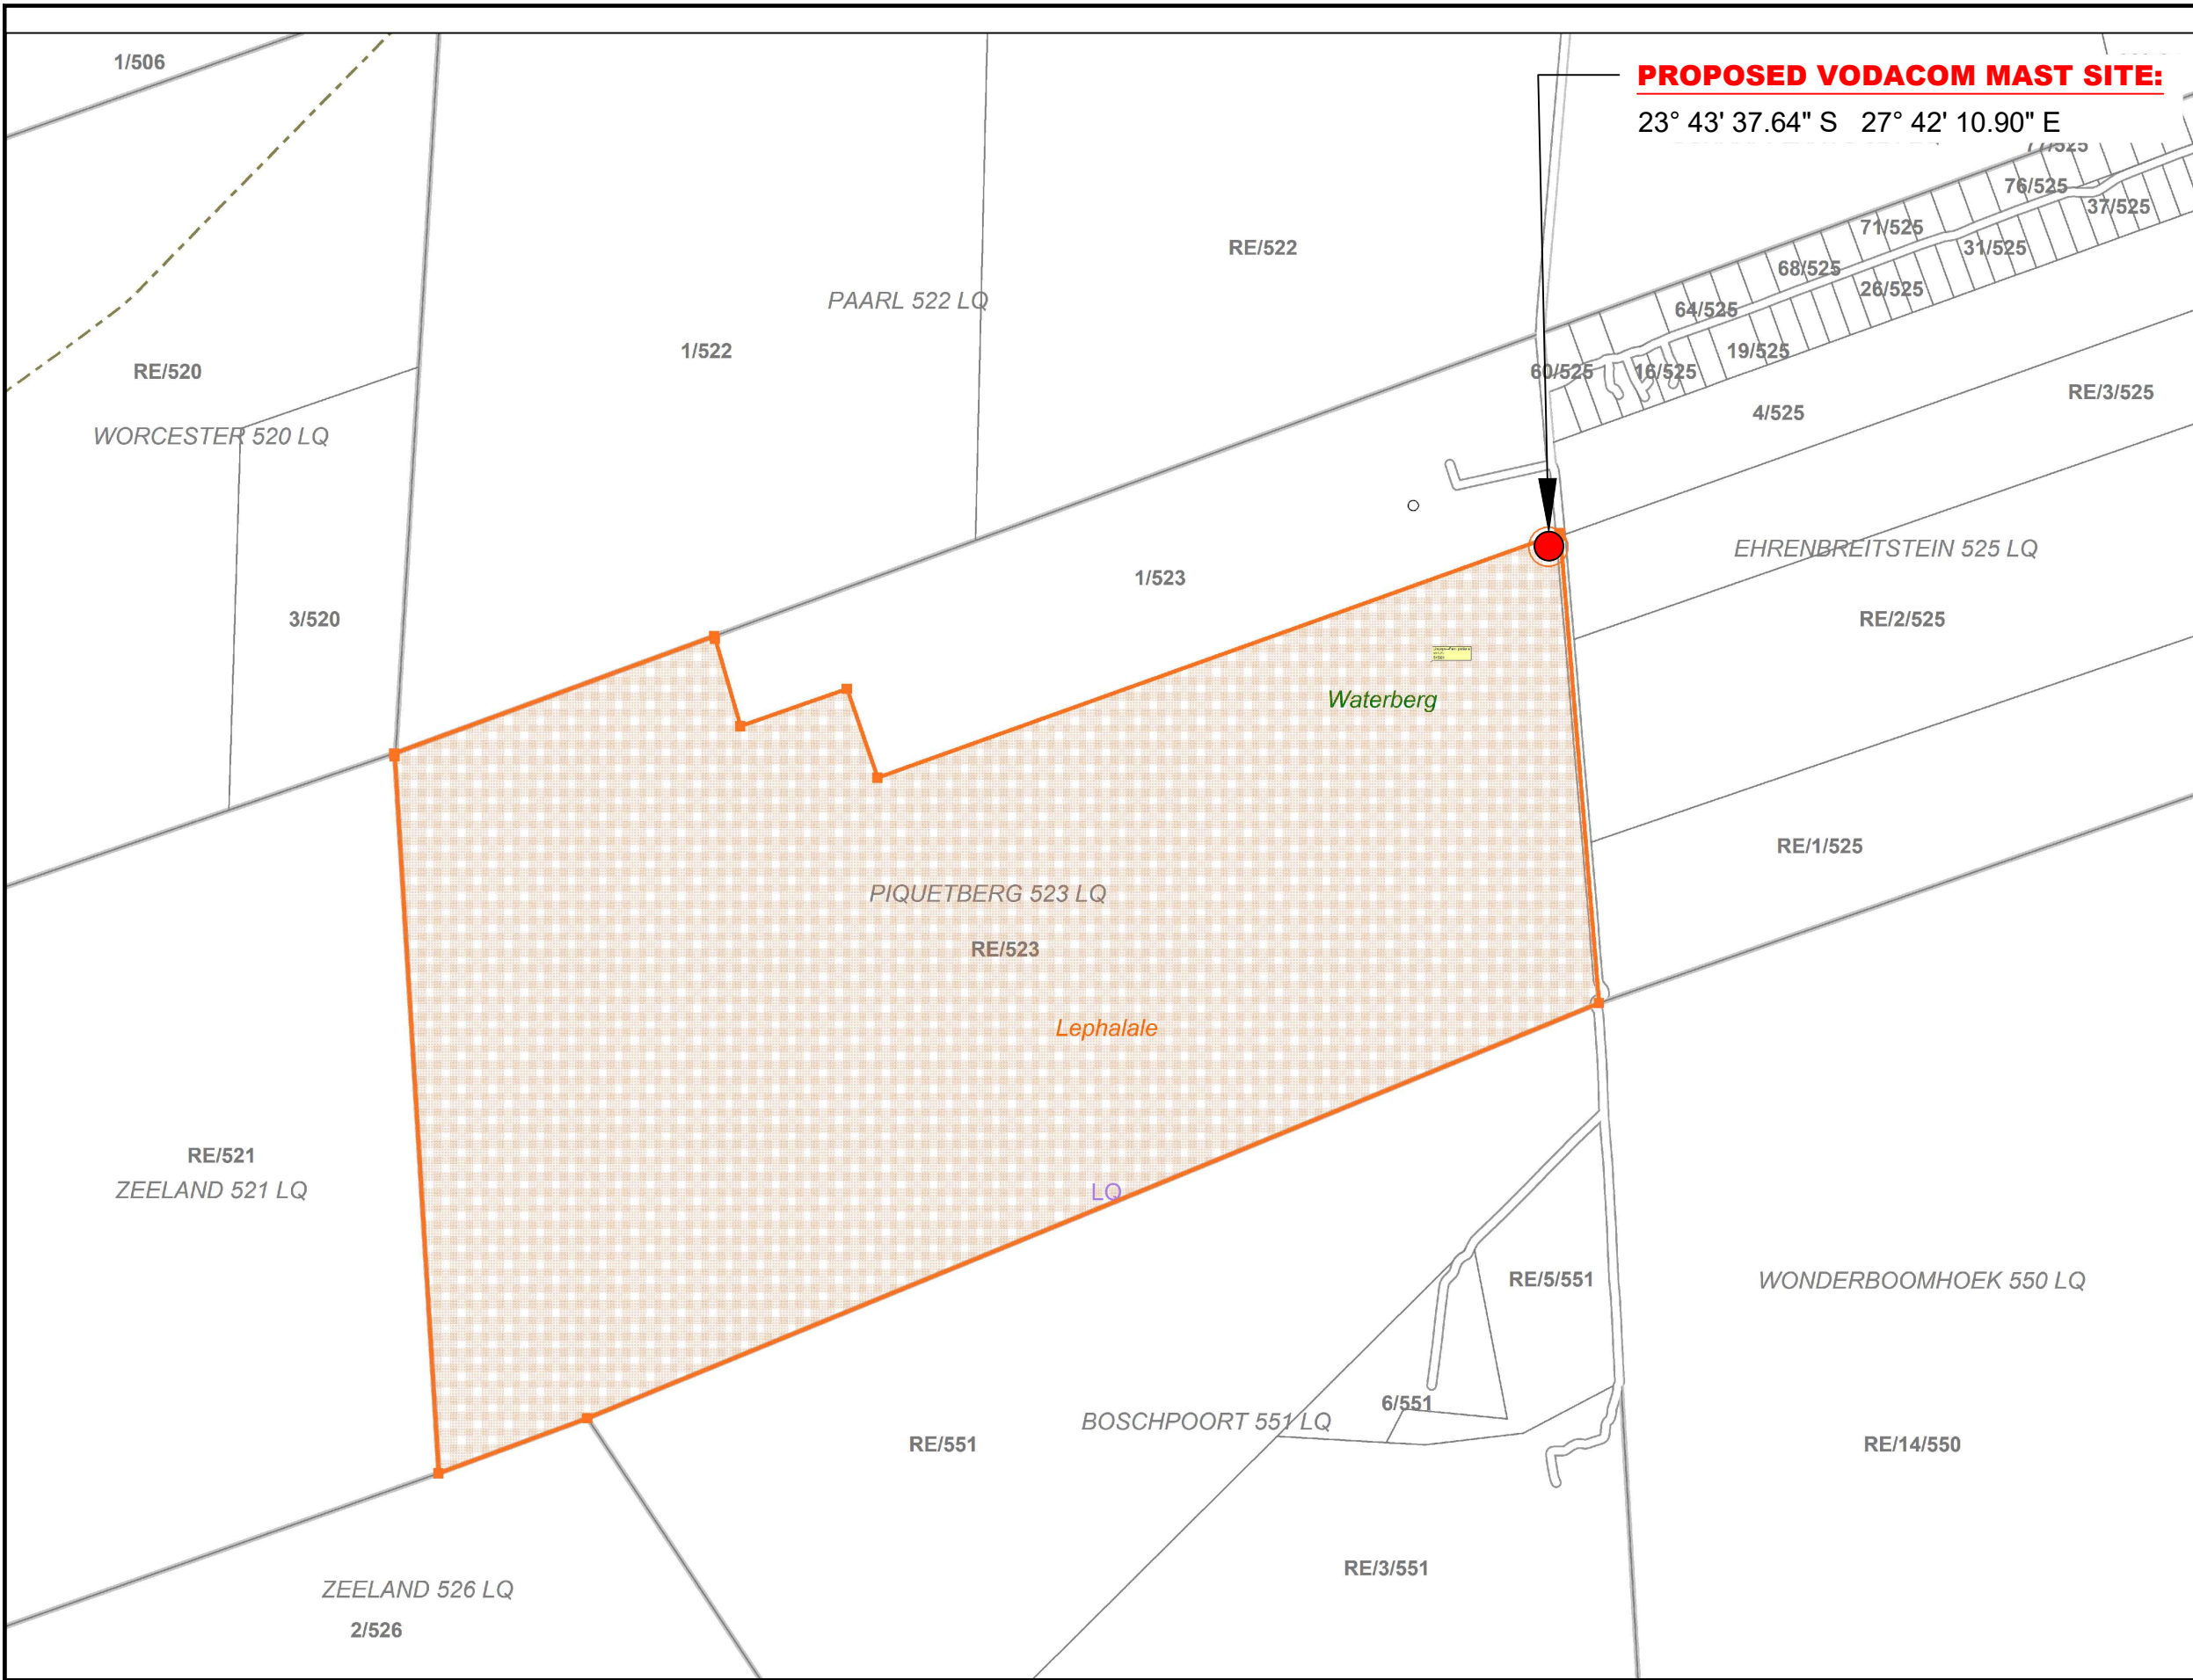 1/506
PROPOSED VODACOM MAST SITE:
23° 43' 37.64" S 27° 42' 10.90" E
77/525
76/525
37/525
71/525
31/525
RE/522
68/525
26/525
PAARL 522 LQ
64/525
1/522
19/525
RE/520
60/525
16/525
RE/3/525
4/525
WORCESTER 520 LQ
EHRENBREITSTEIN 525 LQ
1/523
3/520
RE/2/525
Waterberg
RE/1/525
PIQUETBERG 523 LQ
RE/523
Lephalale
RE/521
ZEELAND 521 LQ
LQ
RE/5/551
WONDERBOOMHOEK 550 LQ
6/551
BOSCHPOORT 551 LQ
RE/551
RE/14/550
RE/3/551
ZEELAND 526 LQ
2/526